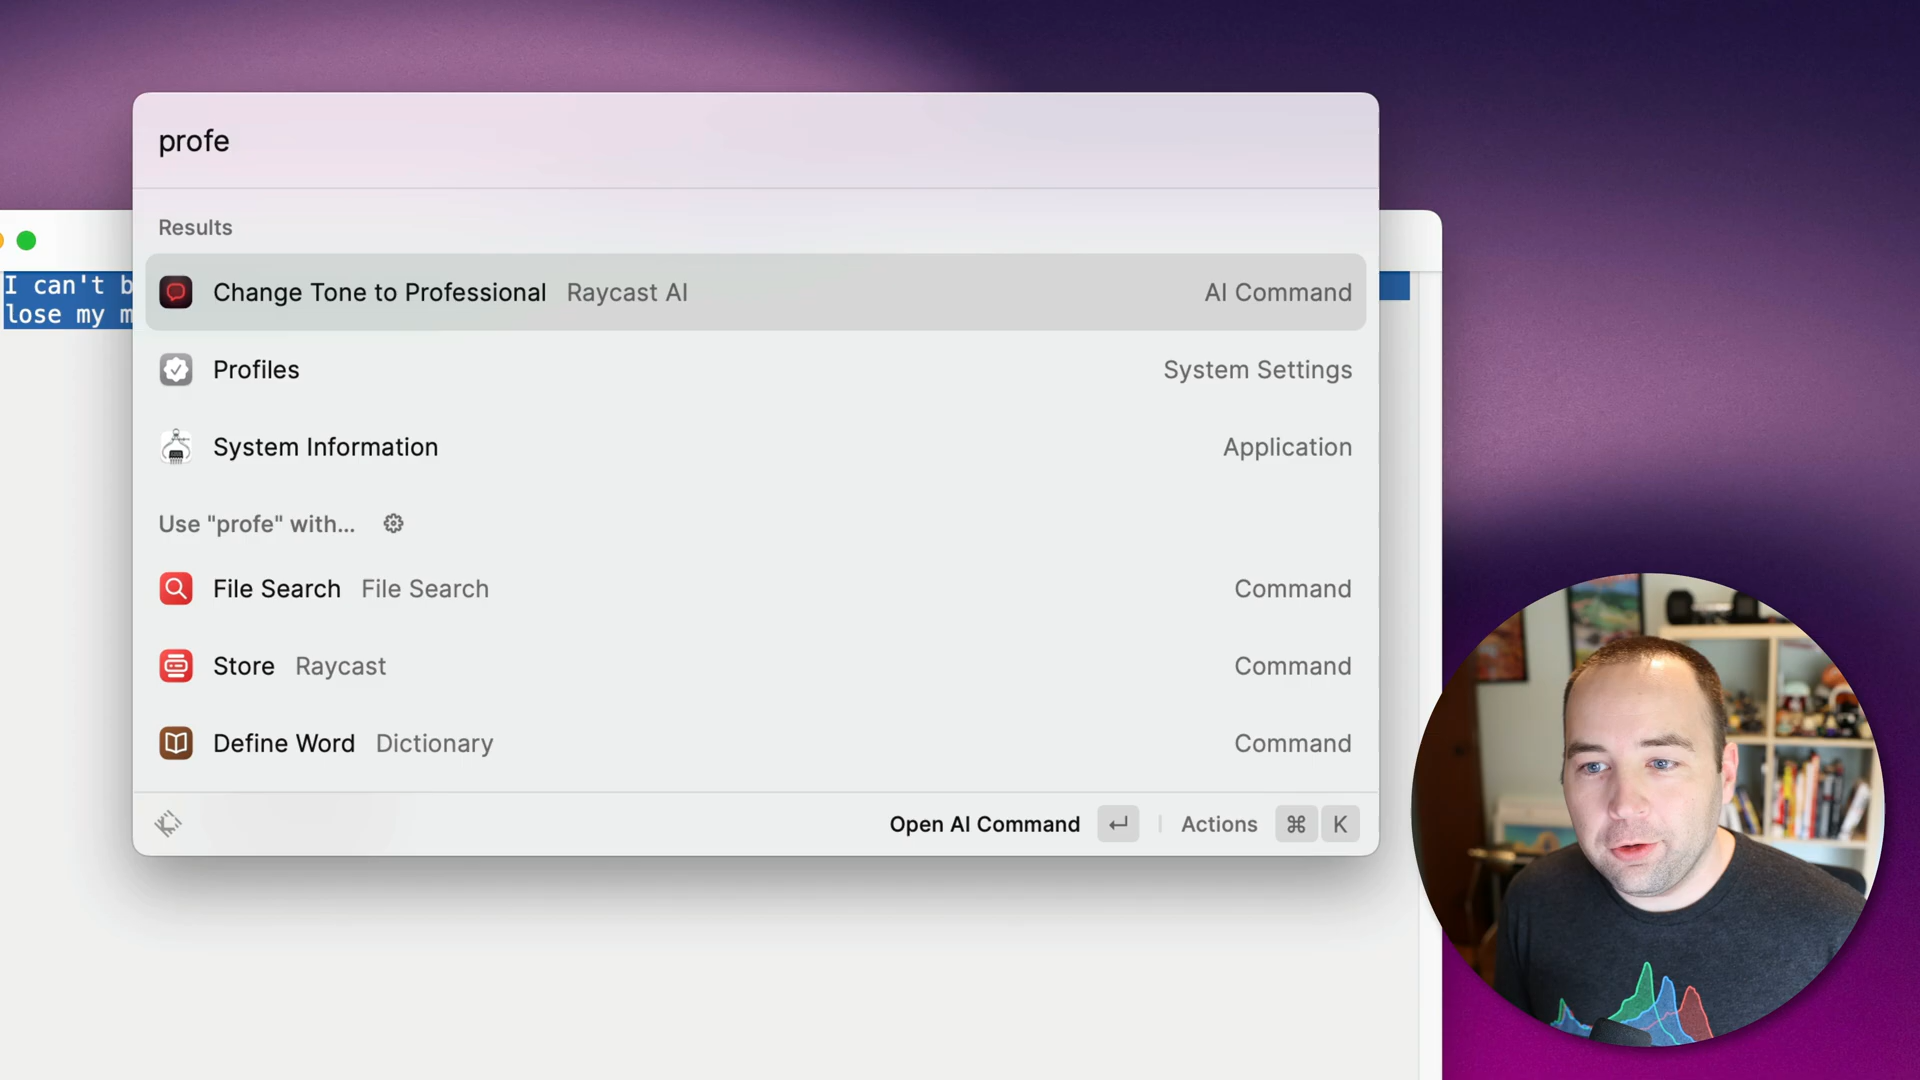 profe
Results
I can't b
lose my m
Change Tone to Professional Raycast AI AI Command
Profiles System Settings
System Information Application
Use "profe" with...
File Search File Search Command
Store Raycast Command
Define Word Dictionary Command
Open AI Command ↵ Actions ⌘ K